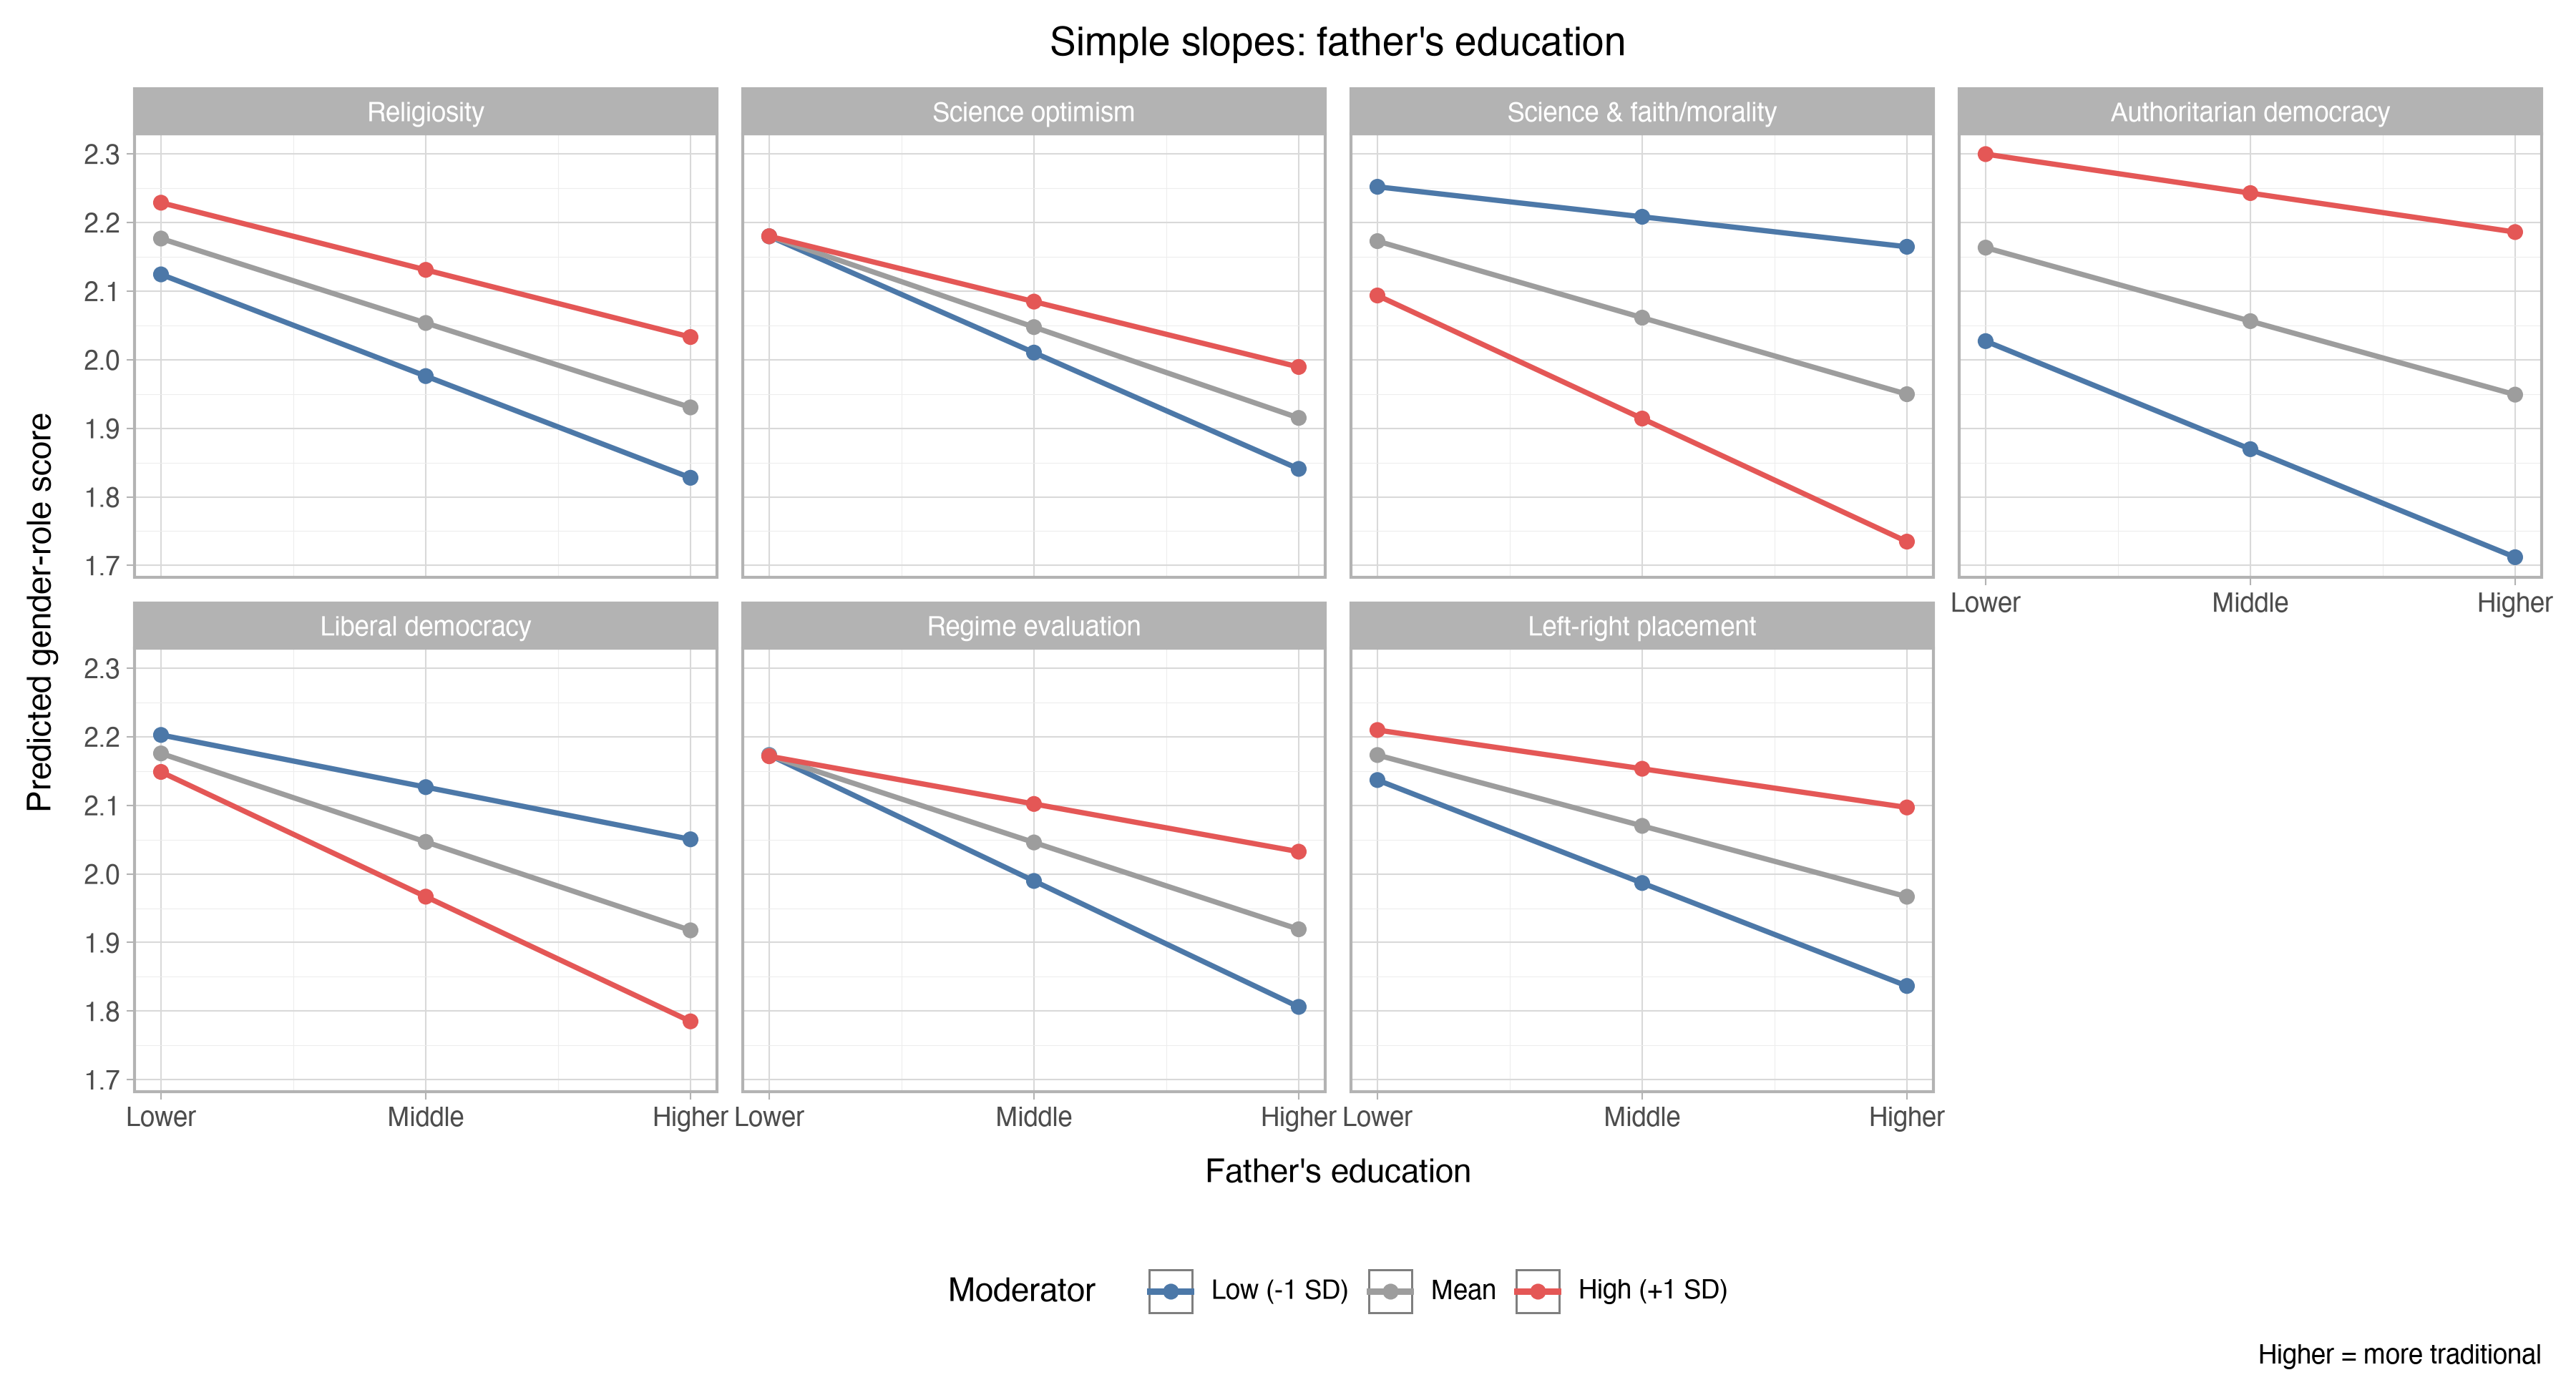 Simple slopes: father's education
Religiosity
Science optimism
Science & faith/morality
Authoritarian democracy
2.3
2.2
2.1
2.0
1.9
1.8
1.7
Lower Middle Higher
Liberal democracy
Regime evaluation
Left-right placement
2.3
2.2
2.1
2.0
1.9
1.8
1.7
Lower Middle Higher
Lower Middle Higher
Lower Middle Higher
Predicted gender-role score
Father's education
Moderator Low (-1 SD) Mean High (+1 SD)
Higher = more traditional